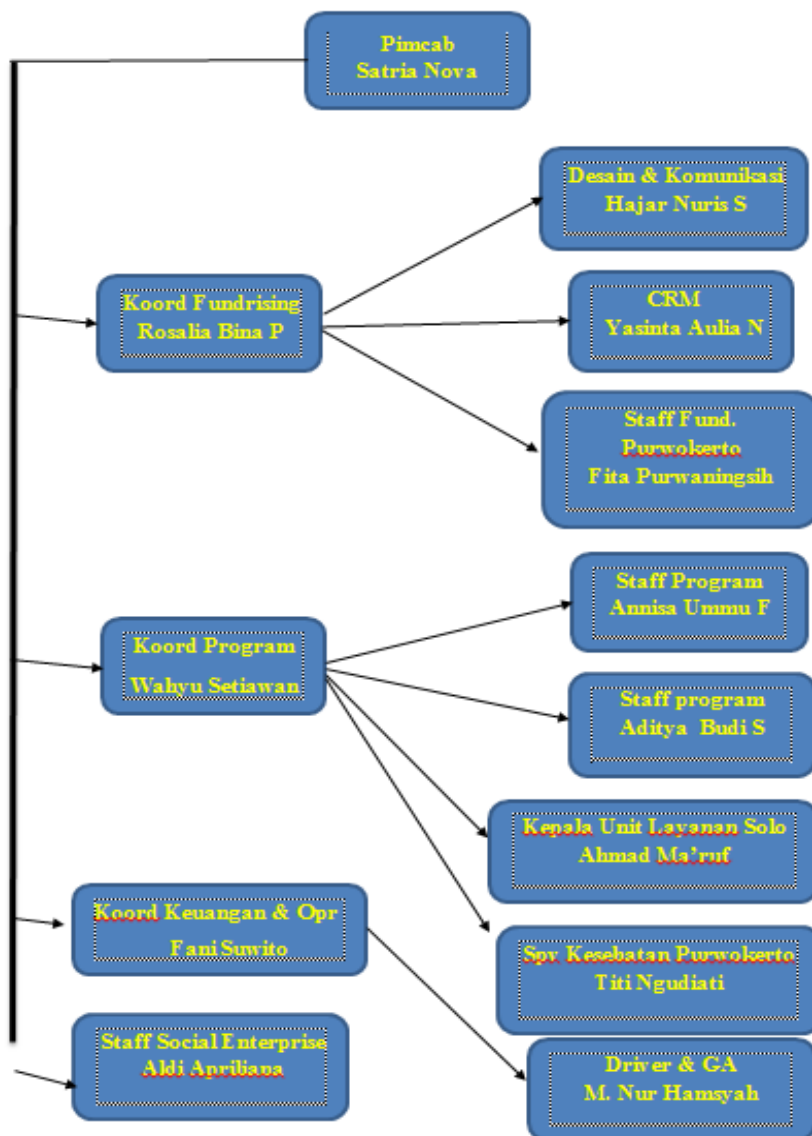 Pimcab
Satria Nova
Desain & Komunikasi
Hajar Nuris S
Koord Fundrising
Rosalia Bina P
CRM
Yasinta Aulia N
Staff Fund.
Purwokerto
Fita Purwaningsih
Koord Program
Wahyu Setiawan
Staff Program
Annisa Ummu F
Staff program
Aditya Budi S
Kepala Unit Layanan Solo
Ahmad Ma'ruf
Koord Keuangan & Opr
Fani Suwito
Spv Kesehatan Purwokerto
Titi Ngudiati
Staff Social Enterprise
Aldi Apriliana
Driver & GA
M. Nur Hamsyah